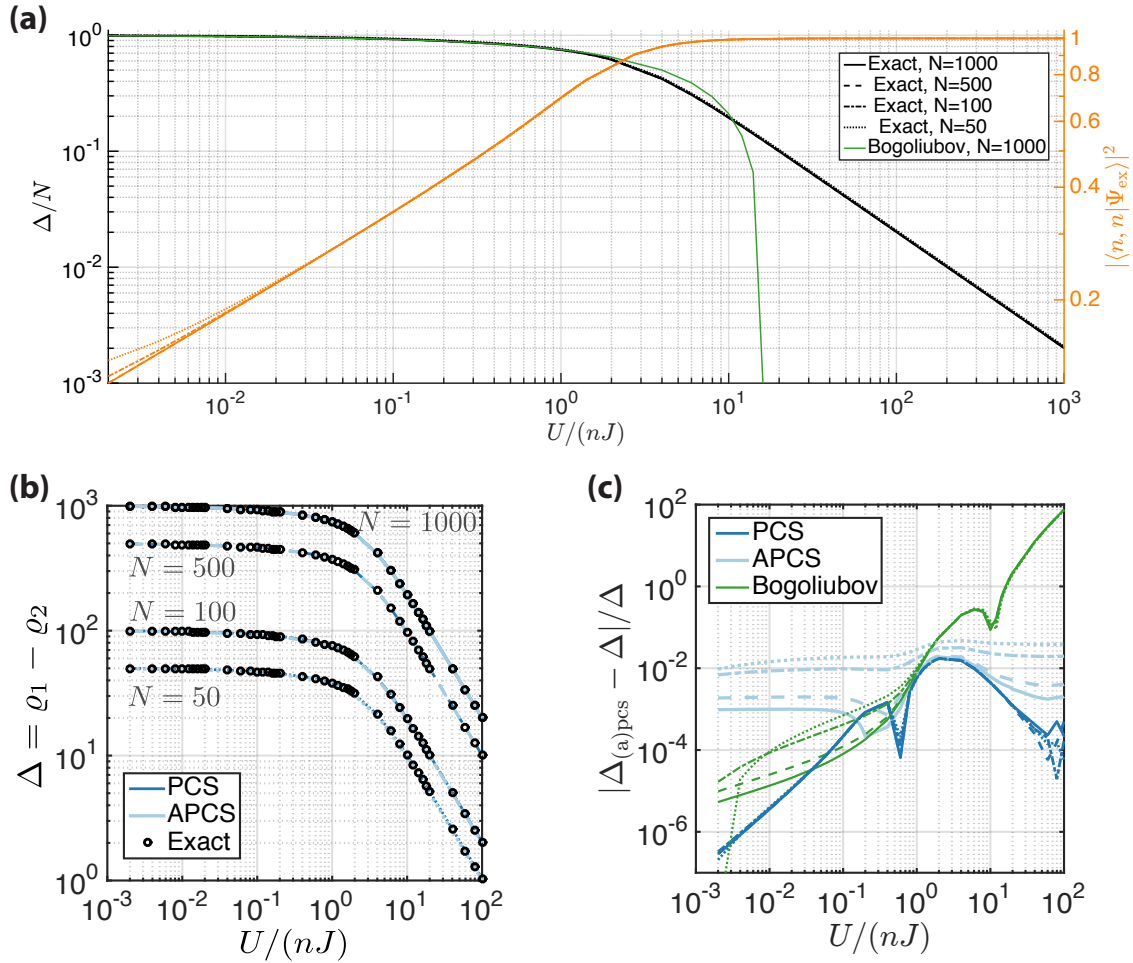 (a)
10^0
10^-1
10^-2
10^-3
Δ/N
10^-2
10^-1
10^0
10^1
10^2
10^3
U/(nJ)
1
0.8
0.6
0.4
0.2
|⟨n, n|Ψ_ex⟩|^2
Exact, N=1000
Exact, N=500
Exact, N=100
Exact, N=50
Bogoliubov, N=1000
(b)
10^3
10^2
10^1
10^0
Δ = ϱ_1 − ϱ_2
N = 1000
N = 500
N = 100
N = 50
PCS
APCS
Exact
10^-3
10^-2
10^-1
10^0
10^1
10^2
U/(nJ)
(c)
10^2
10^0
10^-2
10^-4
10^-6
|Δ_(a)pcs − Δ|/Δ
PCS
APCS
Bogoliubov
10^-3
10^-2
10^-1
10^0
10^1
10^2
U/(nJ)